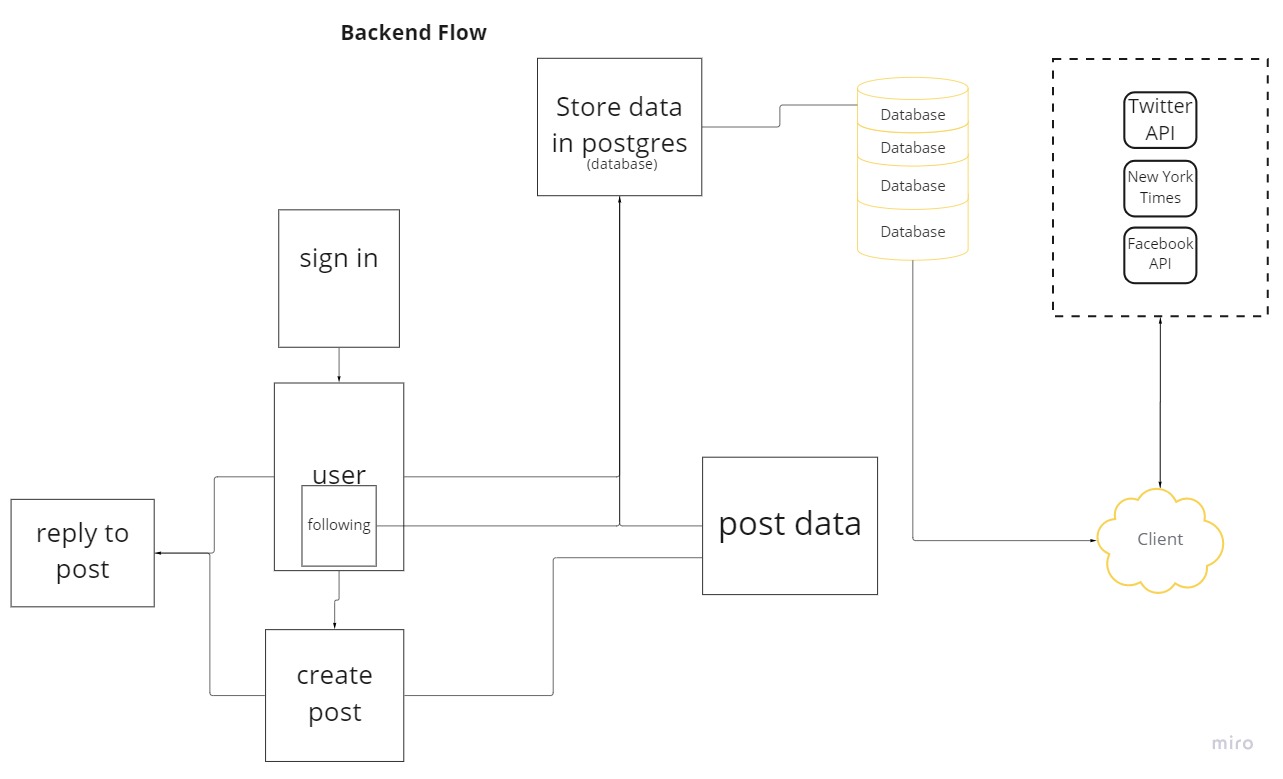 Backend Flow
Store data
in postgres
(database)
Database
Database
Database
Database
Twitter
API
New York
Times
Facebook
API
sign in
user
following
reply to
post
post data
Client
create
post
miro